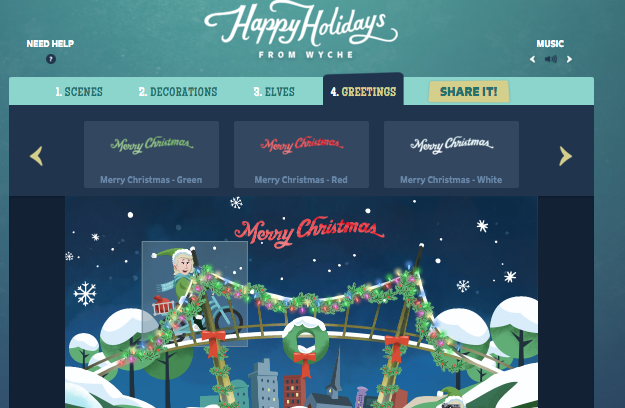 Happy Holidays
FROM WYCHE
NEED HELP
?
MUSIC
1. SCENES
2. DECORATIONS
3. ELVES
4. GREETINGS
SHARE IT!
Merry Christmas
Merry Christmas
Merry Christmas
Merry Christmas - Green
Merry Christmas - Red
Merry Christmas - White
Merry Christmas